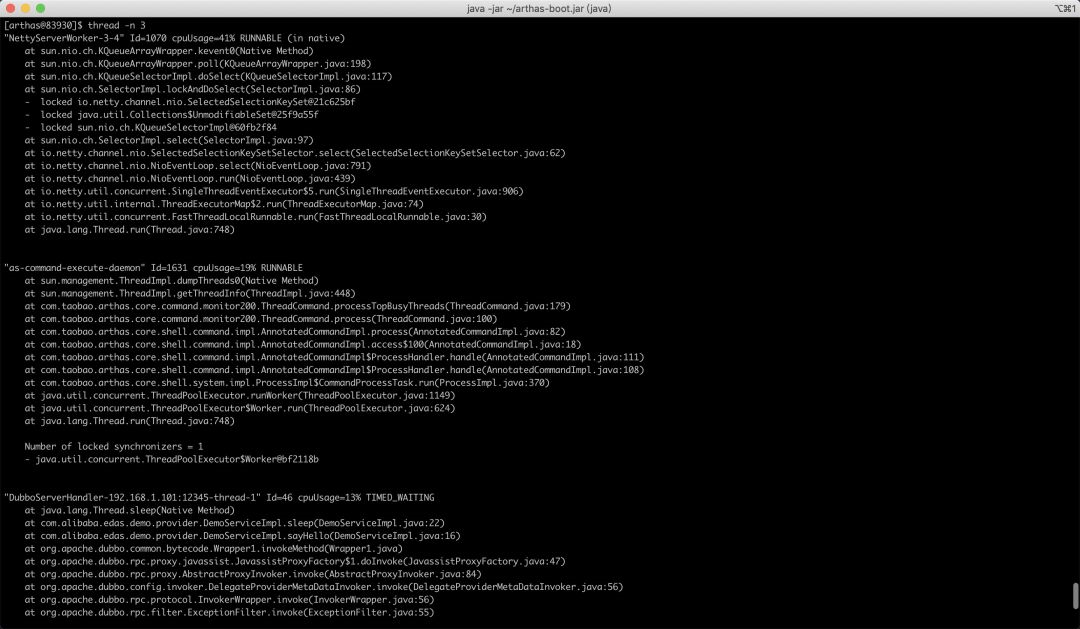 java -jar ~/arthas-boot.jar (java)
⌥⌘1
[arthas@83930]$ thread -n 3
"NettyServerWorker-3-4" Id=1070 cpuUsage=41% RUNNABLE (in native)
at sun.nio.ch.KQueueArrayWrapper.kevent0(Native Method)
at sun.nio.ch.KQueueArrayWrapper.poll(KQueueArrayWrapper.java:198)
at sun.nio.ch.KQueueSelectorImpl.doSelect(KQueueSelectorImpl.java:117)
at sun.nio.ch.SelectorImpl.lockAndDoSelect(SelectorImpl.java:86)
- locked io.netty.channel.nio.SelectedSelectionKeySet@21c625bf
- locked java.util.Collections$UnmodifiableSet@25f9a55f
- locked sun.nio.ch.KQueueSelectorImpl@60fb2f84
at sun.nio.ch.SelectorImpl.select(SelectorImpl.java:97)
at io.netty.channel.nio.SelectedSelectionKeySetSelector.select(SelectedSelectionKeySetSelector.java:62)
at io.netty.channel.nio.NioEventLoop.select(NioEventLoop.java:791)
at io.netty.channel.nio.NioEventLoop.run(NioEventLoop.java:439)
at io.netty.util.concurrent.SingleThreadEventExecutor$5.run(SingleThreadEventExecutor.java:906)
at io.netty.util.internal.ThreadExecutorMap$2.run(ThreadExecutorMap.java:74)
at io.netty.util.concurrent.FastThreadLocalRunnable.run(FastThreadLocalRunnable.java:30)
at java.lang.Thread.run(Thread.java:748)
"as-command-execute-daemon" Id=1631 cpuUsage=19% RUNNABLE
at sun.management.ThreadImpl.dumpThreads0(Native Method)
at sun.management.ThreadImpl.getThreadInfo(ThreadImpl.java:448)
at com.taobao.arthas.core.command.monitor200.ThreadCommand.processTopBusyThreads(ThreadCommand.java:179)
at com.taobao.arthas.core.command.monitor200.ThreadCommand.process(ThreadCommand.java:100)
at com.taobao.arthas.core.shell.command.impl.AnnotatedCommandImpl.process(AnnotatedCommandImpl.java:82)
at com.taobao.arthas.core.shell.command.impl.AnnotatedCommandImpl.access$100(AnnotatedCommandImpl.java:18)
at com.taobao.arthas.core.shell.command.impl.AnnotatedCommandImpl$ProcessHandler.handle(AnnotatedCommandImpl.java:111)
at com.taobao.arthas.core.shell.command.impl.AnnotatedCommandImpl$ProcessHandler.handle(AnnotatedCommandImpl.java:108)
at com.taobao.arthas.core.shell.system.impl.ProcessImpl$CommandProcessTask.run(ProcessImpl.java:370)
at java.util.concurrent.ThreadPoolExecutor.runWorker(ThreadPoolExecutor.java:1149)
at java.util.concurrent.ThreadPoolExecutor$Worker.run(ThreadPoolExecutor.java:624)
at java.lang.Thread.run(Thread.java:748)
Number of locked synchronizers = 1
- java.util.concurrent.ThreadPoolExecutor$Worker@bf2118b
"DubboServerHandler-192.168.1.101:12345-thread-1" Id=46 cpuUsage=13% TIMED_WAITING
at java.lang.Thread.sleep(Native Method)
at com.alibaba.edas.demo.provider.DemoServiceImpl.sleep(DemoServiceImpl.java:22)
at com.alibaba.edas.demo.provider.DemoServiceImpl.sayHello(DemoServiceImpl.java:16)
at org.apache.dubbo.common.bytecode.Wrapper1.invokeMethod(Wrapper1.java)
at org.apache.dubbo.rpc.proxy.javassist.JavassistProxyFactory$1.doInvoke(JavassistProxyFactory.java:47)
at org.apache.dubbo.rpc.proxy.AbstractProxyInvoker.invoke(AbstractProxyInvoker.java:84)
at org.apache.dubbo.config.invoker.DelegateProviderMetaDataInvoker.invoke(DelegateProviderMetaDataInvoker.java:56)
at org.apache.dubbo.rpc.protocol.InvokerWrapper.invoke(InvokerWrapper.java:56)
at org.apache.dubbo.rpc.filter.ExceptionFilter.invoke(ExceptionFilter.java:55)